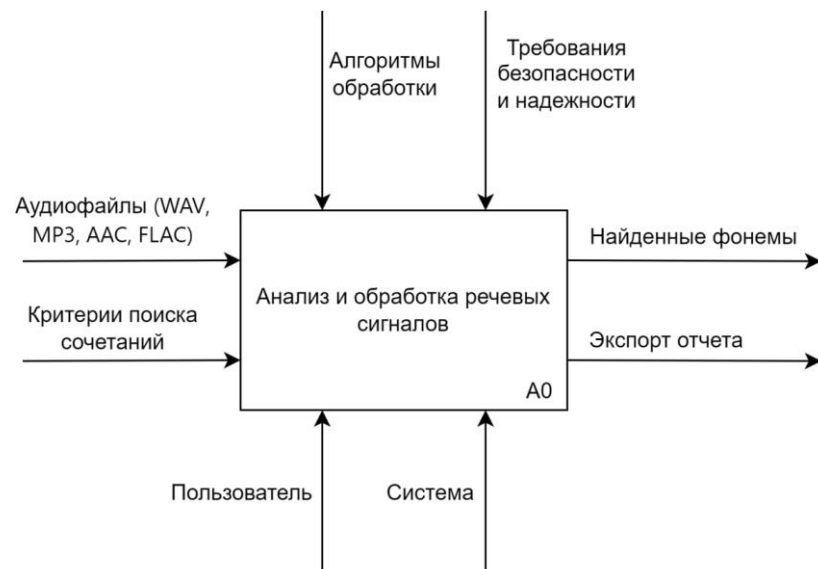 Алгоритмы
обработки
Требования
безопасности
и надежности
Аудиофайлы (WAV,
MP3, AAC, FLAC)
Критерии поиска
сочетаний
Анализ и обработка речевых
сигналов
A0
Найденные фонемы
Экспорт отчета
Пользователь
Система